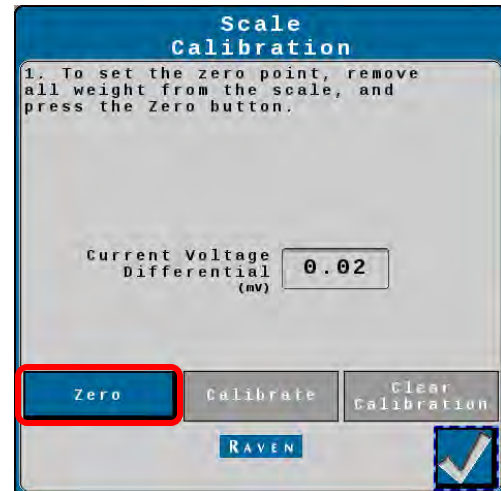 Scale
Calibration
1. To set the zero point, remove
all weight from the scale, and
press the Zero button.
Current Voltage
Differential
(mV)
0.02
Zero
Calibrate
Clear
Calibration
RAVEN